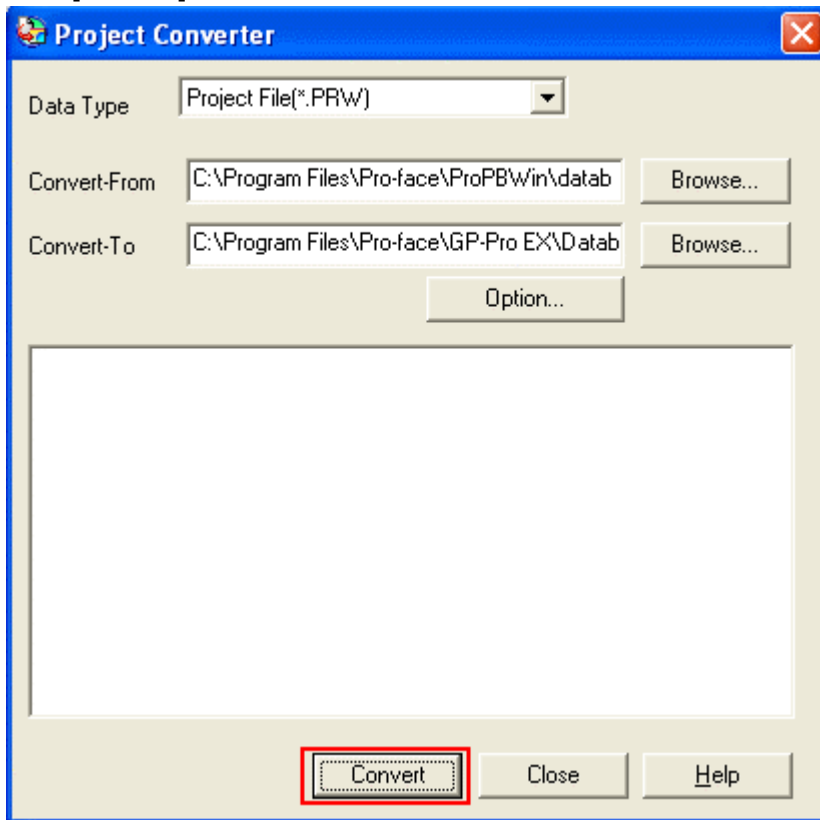 Project Converter
Data Type Project File(*.PRW)
Convert-From C:\Program Files\Pro-face\ProPBWin\datab Browse...
Convert-To C:\Program Files\Pro-face\GP-Pro EX\Datab Browse...
Option...
Convert Close Help